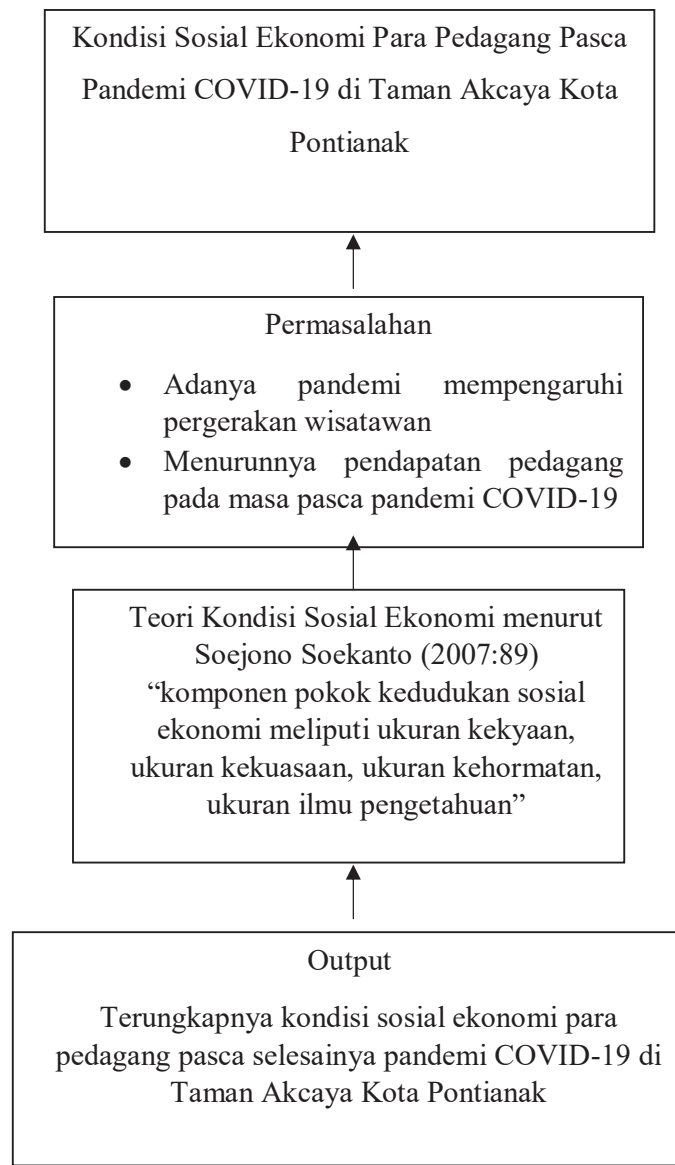 Kondisi Sosial Ekonomi Para Pedagang Pasca
Pandemi COVID-19 di Taman Akcaya Kota
Pontianak
Permasalahan
• Adanya pandemi mempengaruhi
pergerakan wisatawan
• Menurunnya pendapatan pedagang
pada masa pasca pandemi COVID-19
Teori Kondisi Sosial Ekonomi menurut
Soejono Soekanto (2007:89)
“komponen pokok kedudukan sosial
ekonomi meliputi ukuran kekyaan,
ukuran kekuasaan, ukuran kehormatan,
ukuran ilmu pengetahuan”
Output
Terungkapnya kondisi sosial ekonomi para
pedagang pasca selesainya pandemi COVID-19 di
Taman Akcaya Kota Pontianak